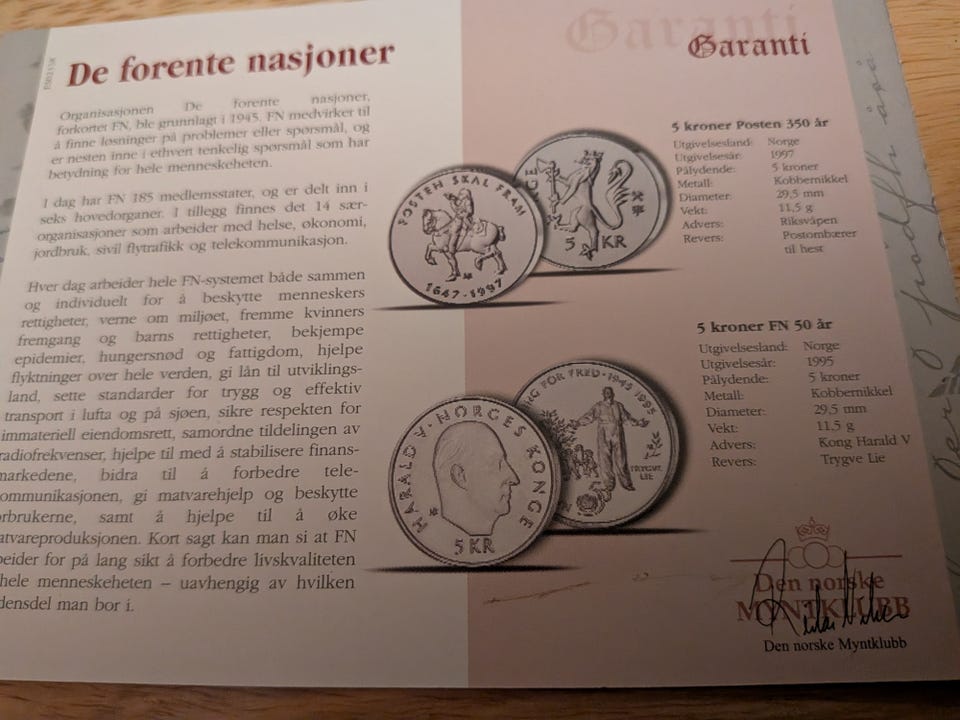 De forente nasjoner
Organisasjonen De forente nasjoner,
forkortet FN, ble grunnlagt i 1945. FN medvirker til
å finne løsninger på problemer eller spørsmål, og
er nesten inne i ethvert tenkelig spørsmål som har
betydning for hele menneskeheten.
I dag har FN 185 medlemsstater, og er delt inn i
seks hovedorganer. I tillegg finnes det 14 sær-
organisasjoner som arbeider med helse, økonomi,
jordbruk, sivil flytrafikk og telekommunikasjon.
Hver dag arbeider hele FN-systemet både sammen
og individuelt for å beskytte menneskers
rettigheter, verne om miljøet, fremme kvinners
fremgang og barns rettigheter, bekjempe
epidemier, hungersnød og fattigdom, hjelpe
flyktninger over hele verden, gi lån til utviklings-
land, sette standarder for trygg og effektiv
transport i lufta og på sjøen, sikre respekten for
immateriell eiendomsrett, samordne tildelingen av
radiofrekvenser, hjelpe til med å stabilisere finans-
markedene, bidra til å forbedre tele-
ommunikasjonen, gi matvarehjelp og beskytte
rbrukerne, samt å hjelpe til å øke
atvareproduksjonen. Kort sagt kan man si at FN
beider for på lang sikt å forbedre livskvaliteten
hele menneskeheten – uavhengig av hvilken
densdel man bor i.
Garanti
Garanti
5 kroner Posten 350 år
Utgivelsesland: Norge
Utgivelsesår: 1997
Pålydende: 5 kroner
Metall: Kobbernikkel
Diameter: 29,5 mm
Vekt: 11,5 g
Advers: Riksvåpen
Revers: Postombærer
til hest
POSTEN SKAL FRAM
1647-1997
5 KR
5 kroner FN 50 år
Utgivelsesland: Norge
Utgivelsesår: 1995
Pålydende: 5 kroner
Metall: Kobbernikkel
Diameter: 29,5 mm
Vekt: 11,5 g
Advers: Kong Harald V
Revers: Trygve Lie
HARALD V · NORGES KONGE
5 KR
NG FOR FRED · 1945-1995
TRYGVE
LIE
Den norske
MYNTKLUBB
Den norske Myntklubb